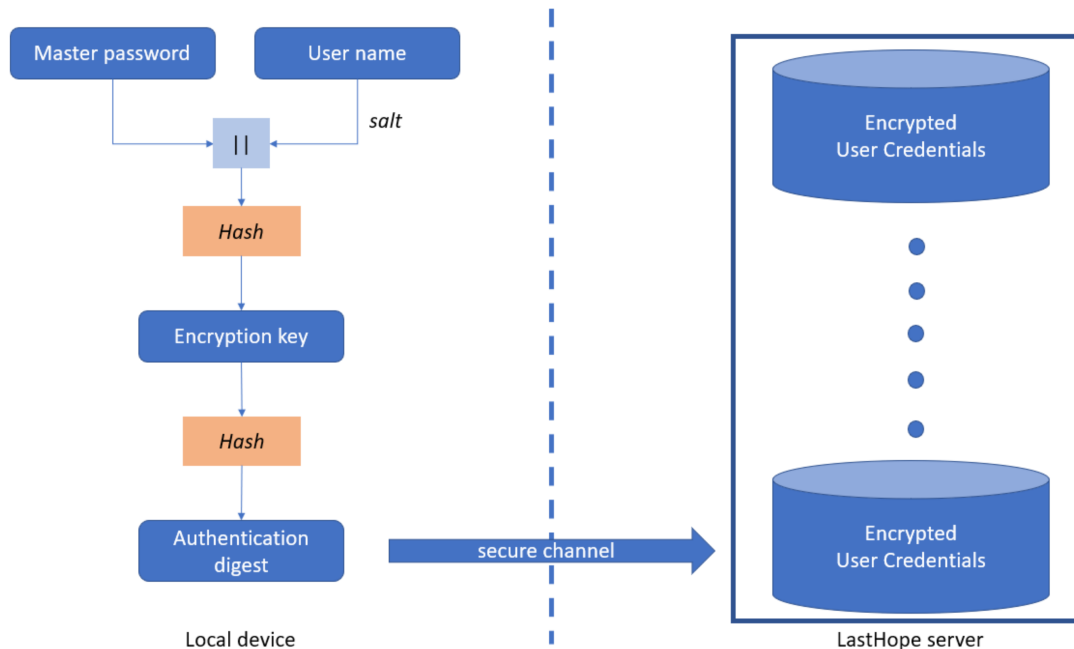 Master password
User name
salt
||
Hash
Encryption key
Hash
Authentication
digest
Local device
secure channel
Encrypted
User Credentials
Encrypted
User Credentials
LastHope server